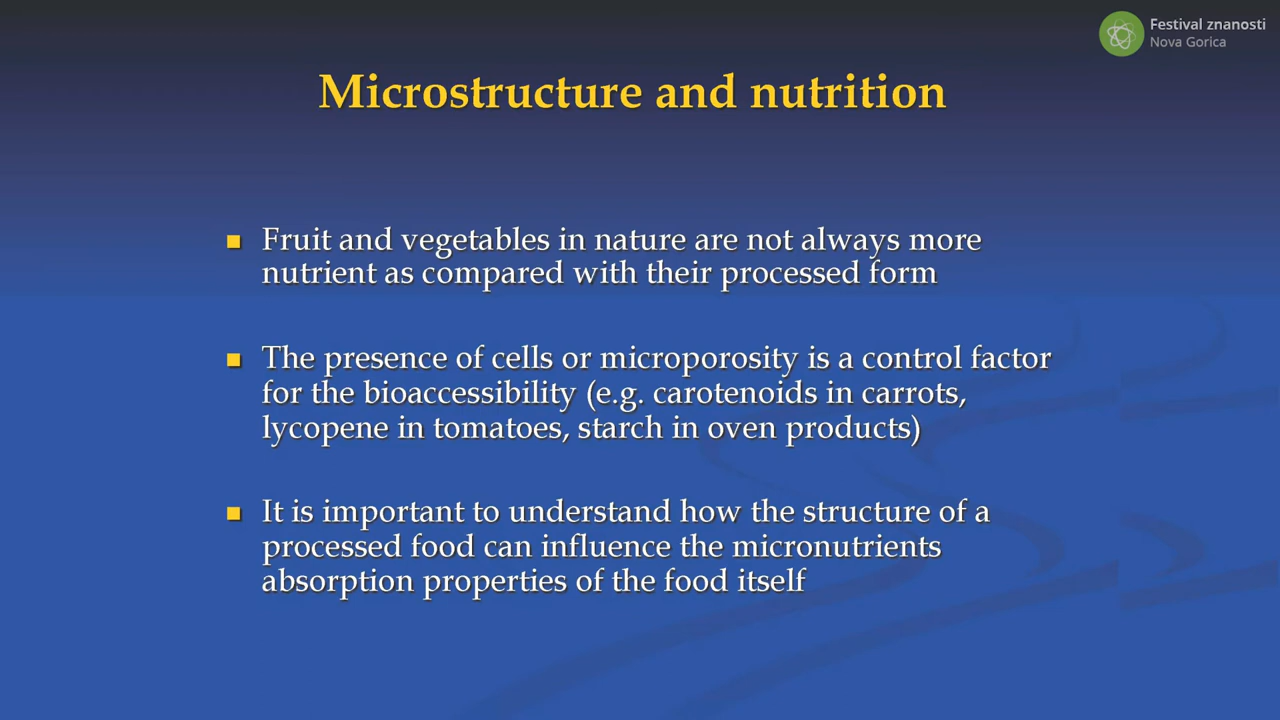 Festival znanosti
Nova Gorica
Microstructure and nutrition
Fruit and vegetables in nature are not always more
nutrient as compared with their processed form
The presence of cells or microporosity is a control factor
for the bioaccessibility (e.g. carotenoids in carrots,
lycopene in tomatoes, starch in oven products)
It is important to understand how the structure of a
processed food can influence the micronutrients
absorption properties of the food itself